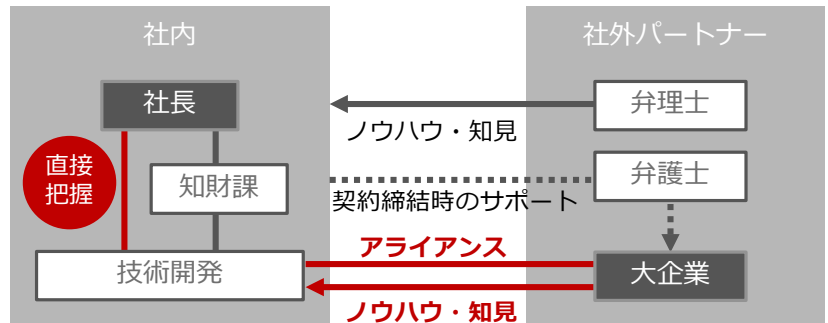 社内
社外パートナー
社長
弁理士
ノウハウ・知見
直接
把握
知財課
弁護士
契約締結時のサポート
アライアンス
技術開発
大企業
ノウハウ・知見